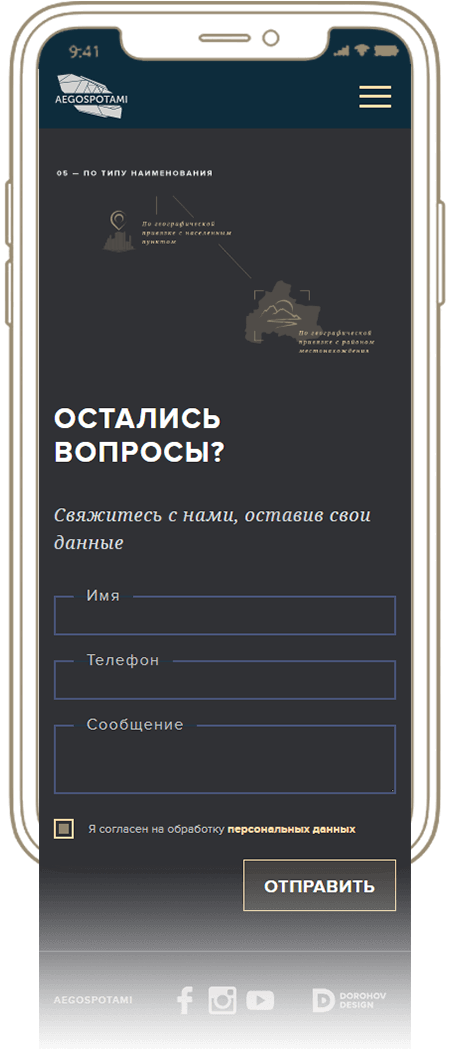 9:41
AEGOSPOTAMI
05 — ПО ТИПУ НАИМЕНОВАНИЯ
По географической
привязке с населенным
пунктом
По географической
привязке с районом
местонахождения
ОСТАЛИСЬ
ВОПРОСЫ?
Свяжитесь с нами, оставив свои
данные
Имя
Телефон
Сообщение
Я согласен на обработку персональных данных
ОТПРАВИТЬ
AEGOSPOTAMI
DOROHOV
DESIGN